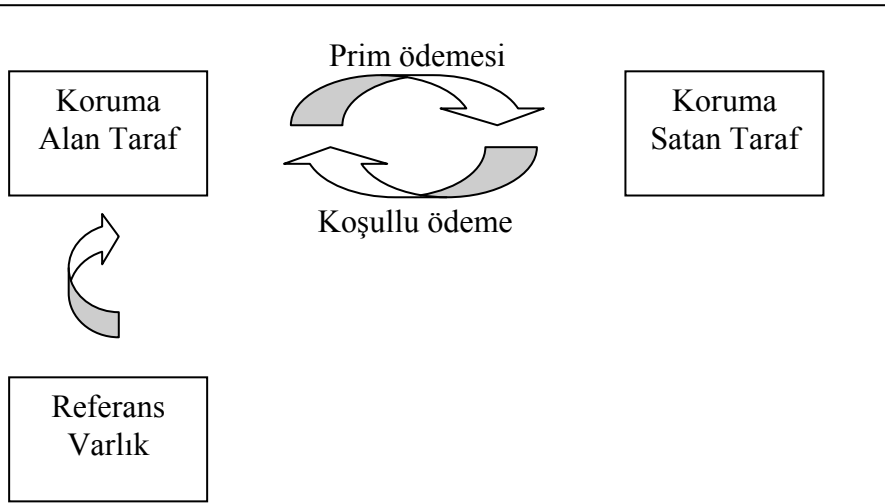 Prim ödemesi
Koruma
Alan Taraf
Koruma
Satan Taraf
Koşullu ödeme
Referans
Varlık